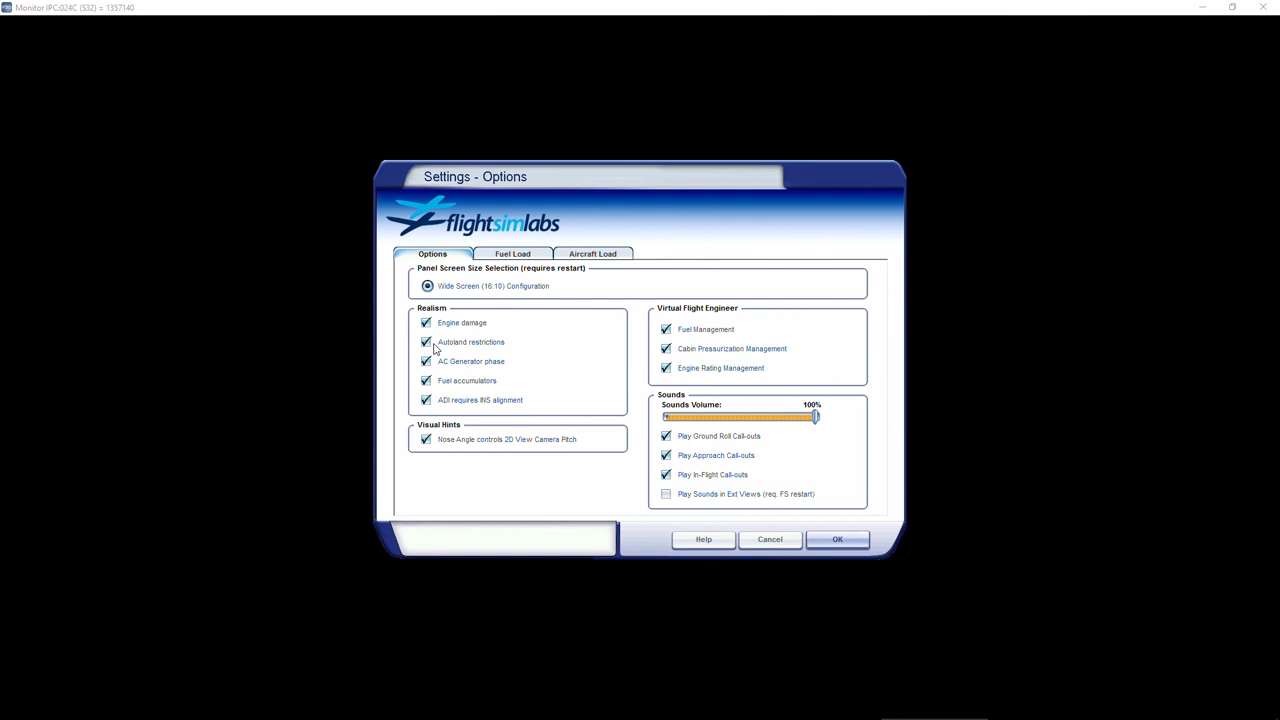 Monitor IPC:024C (S32) = 1357140
Settings - Options
flightsimlabs
Options
Fuel Load
Aircraft Load
Panel Screen Size Selection (requires restart)
Wide Screen (16:10) Configuration
Realism
Engine damage
Autoland restrictions
AC Generator phase
Fuel accumulators
ADI requires INS alignment
Visual Hints
Nose Angle controls 2D View Camera Pitch
Virtual Flight Engineer
Fuel Management
Cabin Pressurization Management
Engine Rating Management
Sounds
Sounds Volume: 100%
Play Ground Roll Call-outs
Play Approach Call-outs
Play In-Flight Call-outs
Play Sounds in Ext Views (req. FS restart)
Help
Cancel
OK